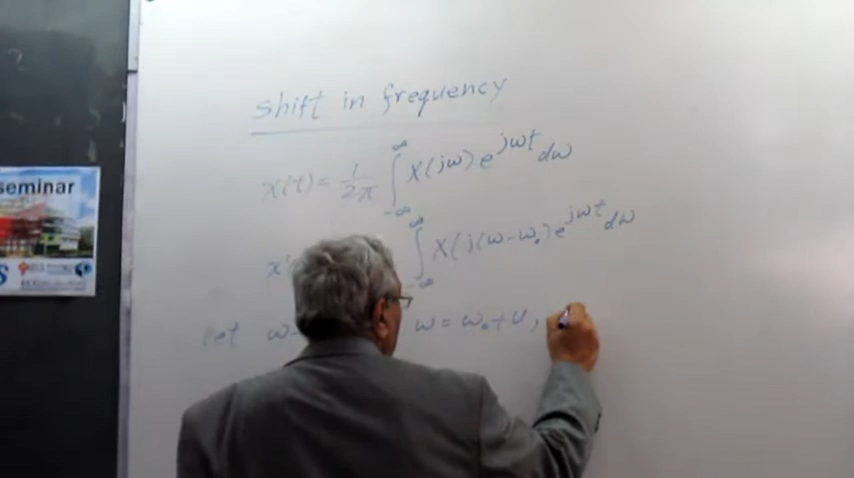 seminar
shift in frequency
x(t) = 1/2π ∫_{-∞}^{∞} X(jω) e^{jωt} dω
x' ∫_{-∞}^{∞} X(j(ω-ω₀) e^{jωt} dω
let ω- ω = ω₀+u,